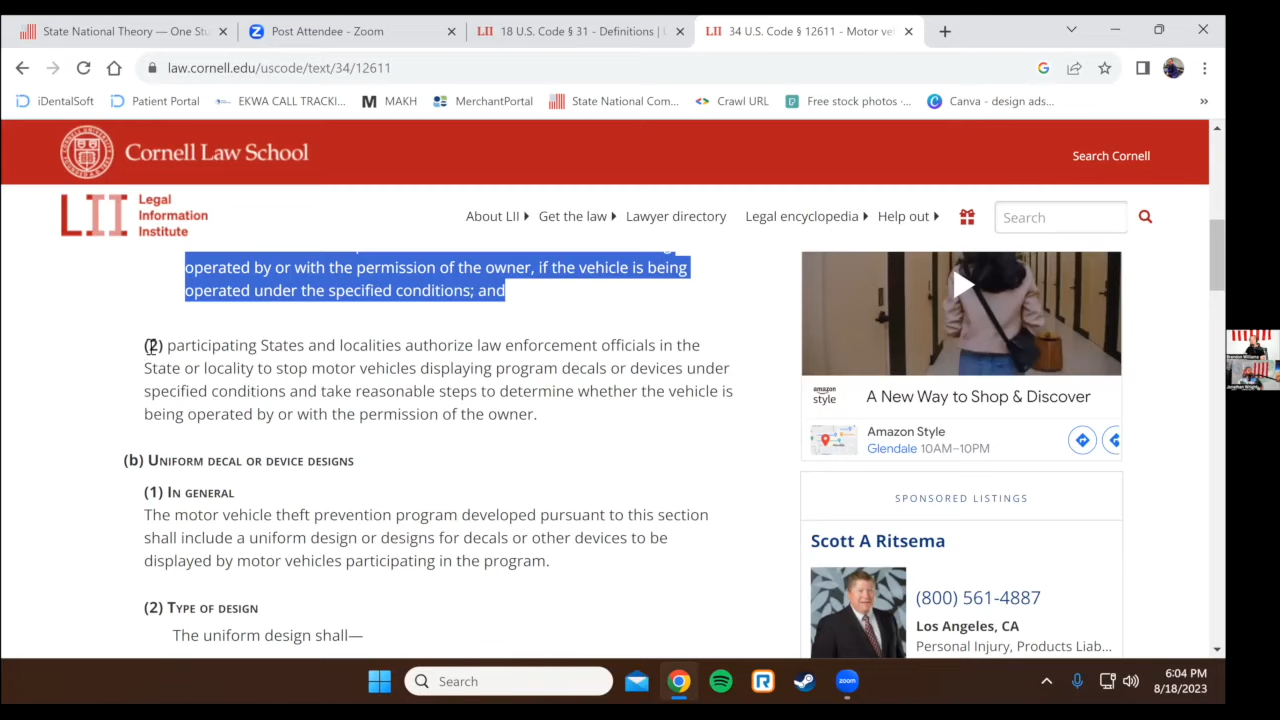 State National Theory — One Stu
Post Attendee - Zoom
18 U.S. Code § 31 - Definitions |
34 U.S. Code § 12611 - Motor ve
law.cornell.edu/uscode/text/34/12611
iDentalSoft
Patient Portal
EKWA CALL TRACKI...
MAKH
MerchantPortal
State National Com...
Crawl URL
Free stock photos -...
Canva - design ads...
»
Cornell Law School
Search Cornell
LII
Legal
Information
Institute
About LII
Get the law
Lawyer directory
Legal encyclopedia
Help out
Search
operated by or with the permission of the owner, if the vehicle is being
operated under the specified conditions; and
(2) participating States and localities authorize law enforcement officials in the
State or locality to stop motor vehicles displaying program decals or devices under
specified conditions and take reasonable steps to determine whether the vehicle is
being operated by or with the permission of the owner.
(b) Uniform decal or device designs
(1) In general
The motor vehicle theft prevention program developed pursuant to this section
shall include a uniform design or designs for decals or other devices to be
displayed by motor vehicles participating in the program.
(2) Type of design
The uniform design shall—
amazon
style
A New Way to Shop & Discover
Amazon Style
Glendale 10AM–10PM
SPONSORED LISTINGS
Scott A Ritsema
(800) 561-4887
Los Angeles, CA
Personal Injury, Products Liab...
Search
zoom
6:04 PM
8/18/2023